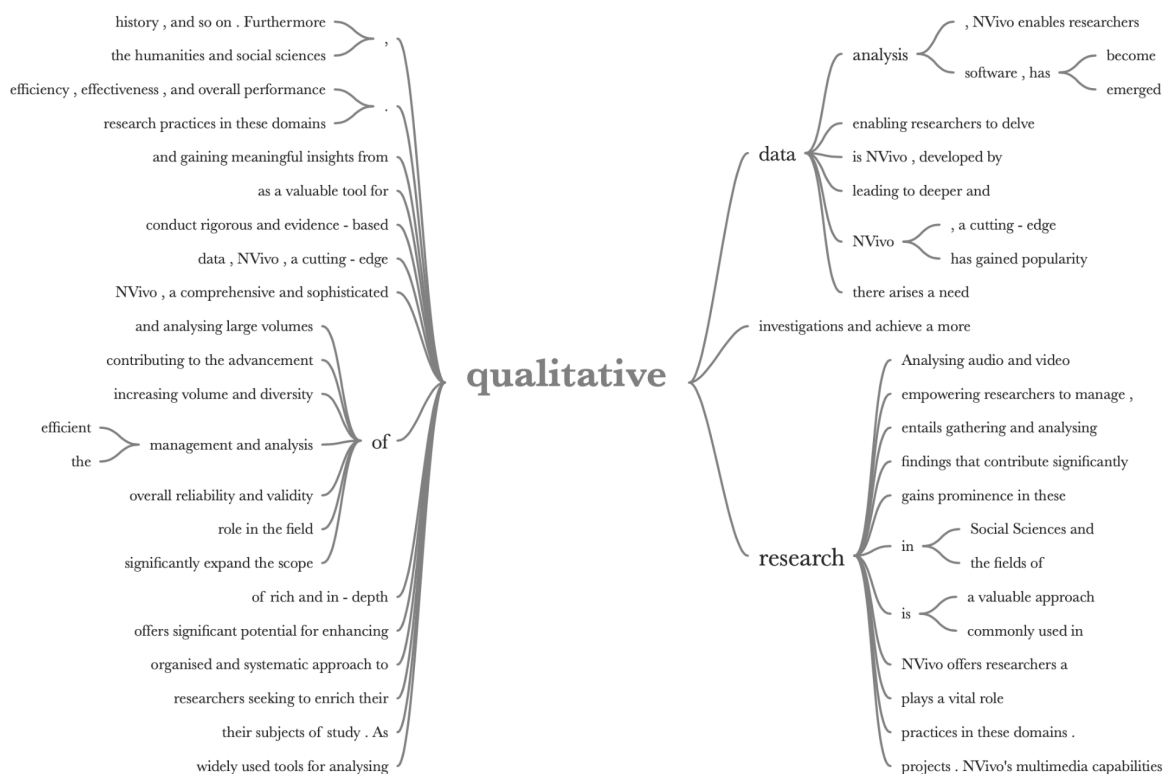 history , and so on . Furthermore
the humanities and social sciences
,
efficiency , effectiveness , and overall performance
research practices in these domains
.
and gaining meaningful insights from
as a valuable tool for
conduct rigorous and evidence - based
data , NVivo , a cutting - edge
NVivo , a comprehensive and sophisticated
and analysing large volumes
contributing to the advancement
increasing volume and diversity
efficient
the
management and analysis
overall reliability and validity
role in the field
significantly expand the scope
of
of rich and in - depth
offers significant potential for enhancing
organised and systematic approach to
researchers seeking to enrich their
their subjects of study . As
widely used tools for analysing
qualitative
data
analysis
, NVivo enables researchers
software , has
become
emerged
enabling researchers to delve
is NVivo , developed by
leading to deeper and
NVivo
, a cutting - edge
has gained popularity
there arises a need
investigations and achieve a more
research
Analysing audio and video
empowering researchers to manage ,
entails gathering and analysing
findings that contribute significantly
gains prominence in these
in
Social Sciences and
the fields of
is
a valuable approach
commonly used in
NVivo offers researchers a
plays a vital role
practices in these domains .
projects . NVivo's multimedia capabilities